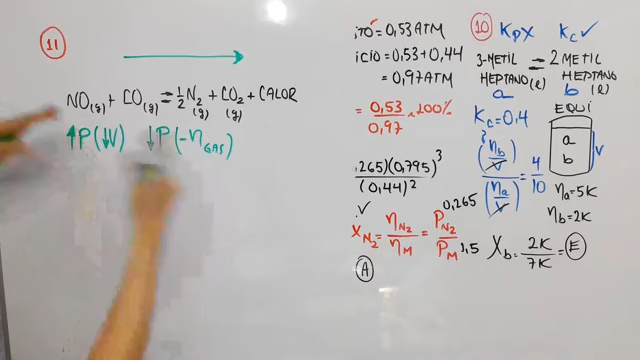 11
NO(g) + CO(g) ⇌ 1/2 N2(g) + CO2(g) + CALOR
↑P(↓V) ↓P(-nGAS)
iTO = 0,53 ATM
iCIO = 0,53 + 0,44
= 0,97 ATM
= 0,53/0,97 x 100%
.265)(0,795)³
(0,44)²
✓
XN2 = nN2/nM = PN2/PM
0,265
1,5
A
10 KpX KC ✓
3-METIL HEPTANO(l) ⇌ 2 METIL HEPTANO(l)
a b
KC = 0,4
EQUI
(nb/V)/(na/V) = 4/10
a
b
V
na = 5K
nb = 2K
Xb = 2K/7K = E